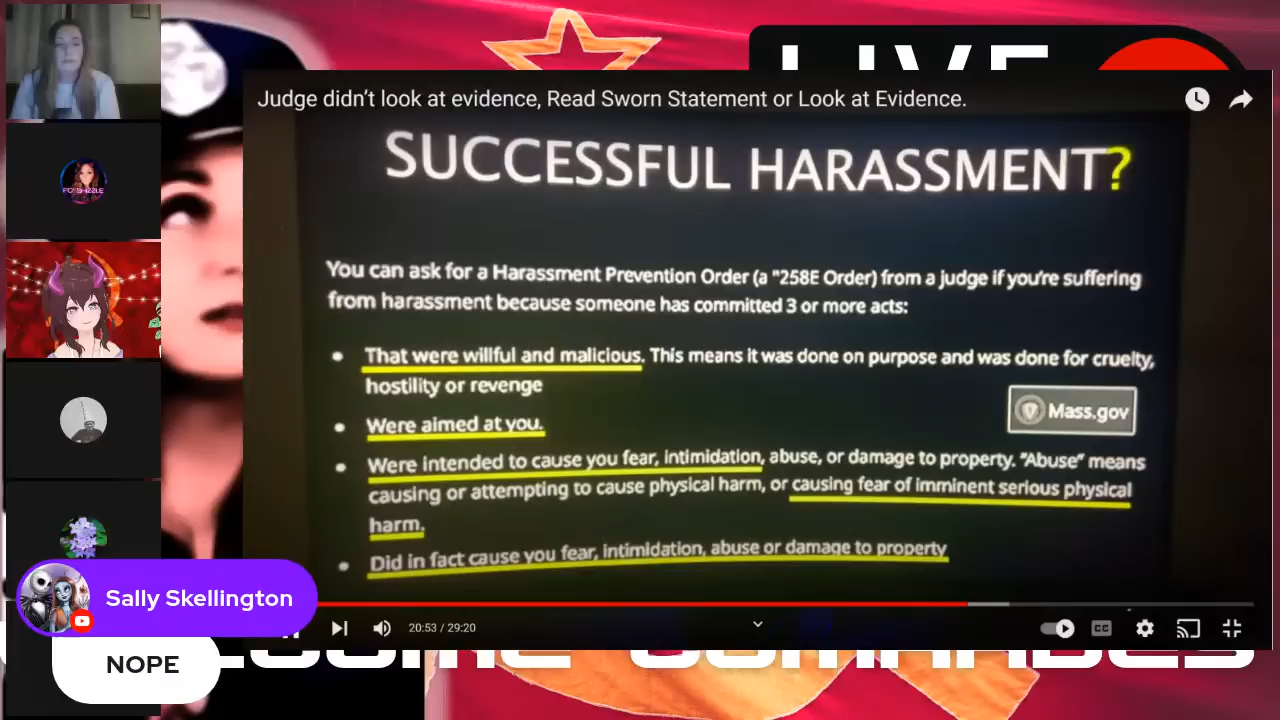 LIVE
Judge didn't look at evidence, Read Sworn Statement or Look at Evidence.
SUCCESSFUL HARASSMENT?
You can ask for a Harassment Prevention Order (a "258E Order) from a judge if you're suffering
from harassment because someone has committed 3 or more acts:
• That were willful and malicious. This means it was done on purpose and was done for cruelty,
hostility or revenge
Mass.gov
• Were aimed at you.
• Were intended to cause you fear, intimidation, abuse, or damage to property. "Abuse" means
causing or attempting to cause physical harm, or causing fear of imminent serious physical
harm.
• Did in fact cause you fear, intimidation, abuse or damage to property
Sally Skellington
20:53 / 29:20
CC
NOPE